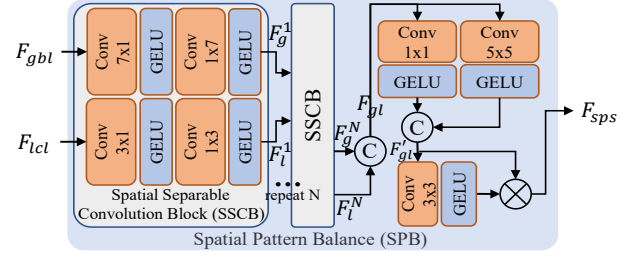 F_gbl
Conv 7x1
GELU
Conv 1x7
GELU
F_g^1
F_lcl
Conv 3x1
GELU
Conv 1x3
GELU
F_l^1
Spatial Separable
Convolution Block (SSCB)
... repeat N
SSCB
F_g^N
F_l^N
C
F_gl
Conv
1x1
GELU
Conv
5x5
GELU
C
F'_gl
Conv
3x3
GELU
F_sps
Spatial Pattern Balance (SPB)